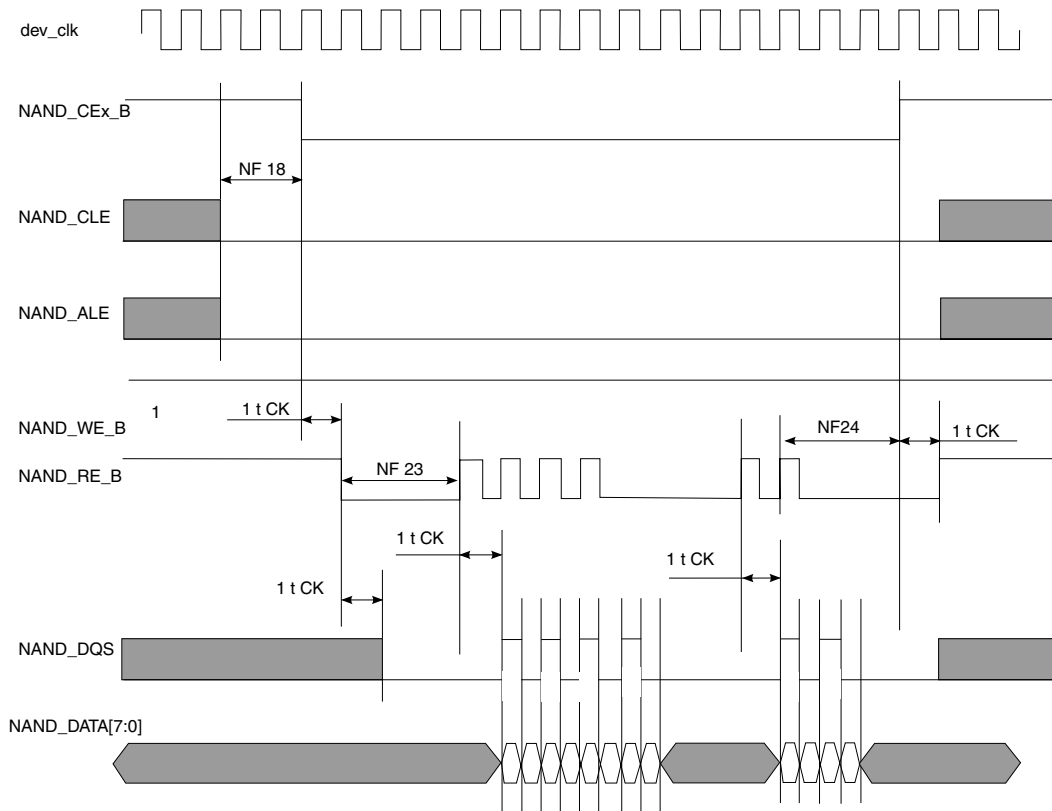 dev_clk
NAND_CEx_B
NF 18
NAND_CLE
NAND_ALE
1
1 t CK
NAND_WE_B
NF24
1 t CK
NAND_RE_B
NF 23
1 t CK
1 t CK
1 t CK
NAND_DQS
NAND_DATA[7:0]